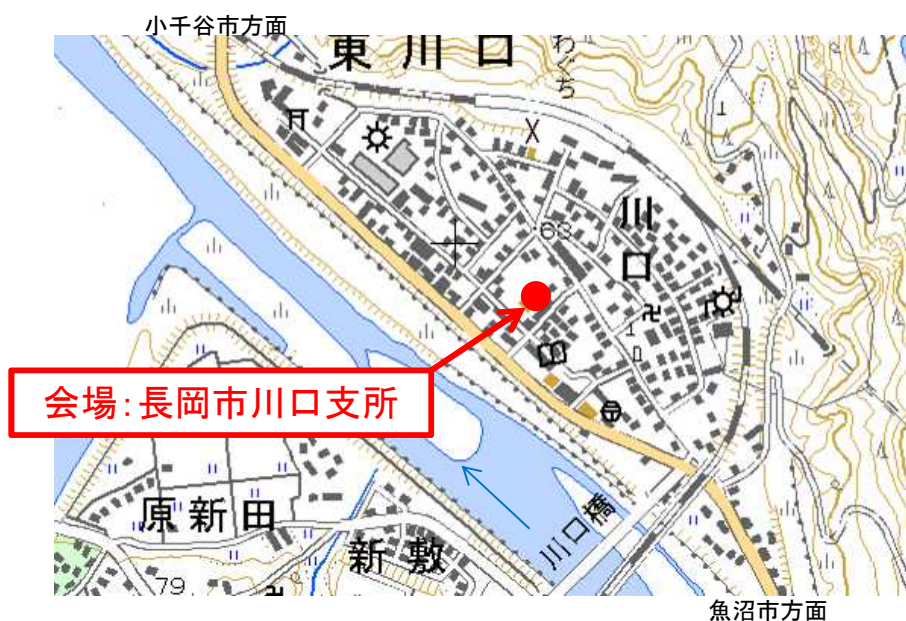 小千谷市方面
東川口
わぐち
川口
・63
会場：長岡市川口支所
原新田
新敷
川口橋
79
魚沼市方面